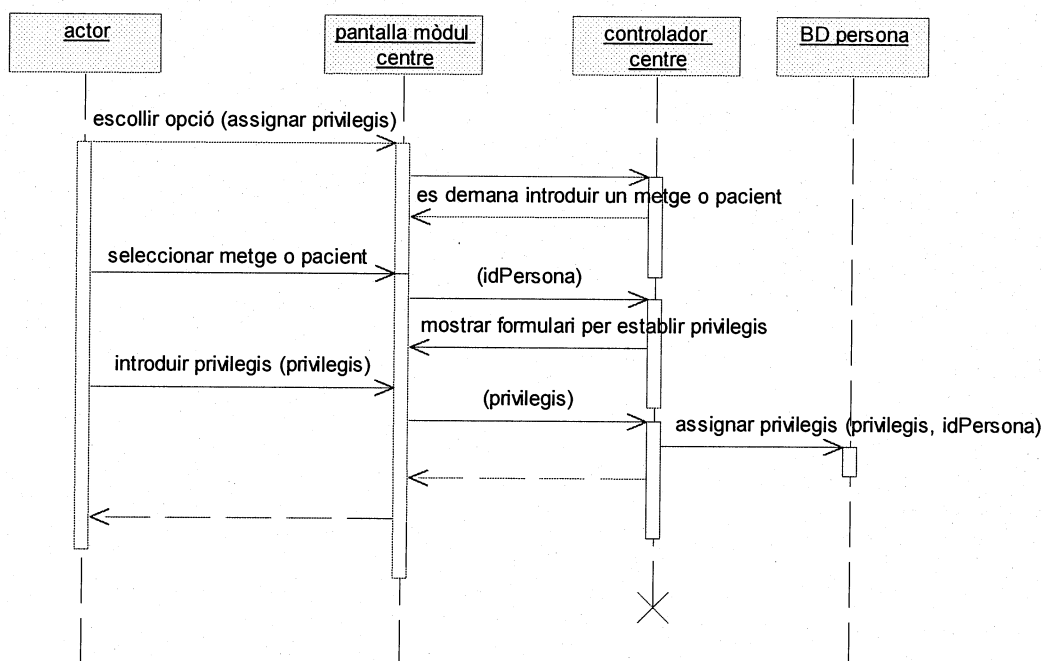 actor
pantalla mòdul
centre
controlador
centre
BD persona
escollir opció (assignar privilegis)
es demana introduir un metge o pacient
seleccionar metge o pacient
(idPersona)
mostrar formulari per establir privilegis
introduir privilegis (privilegis)
(privilegis)
assignar privilegis (privilegis, idPersona)